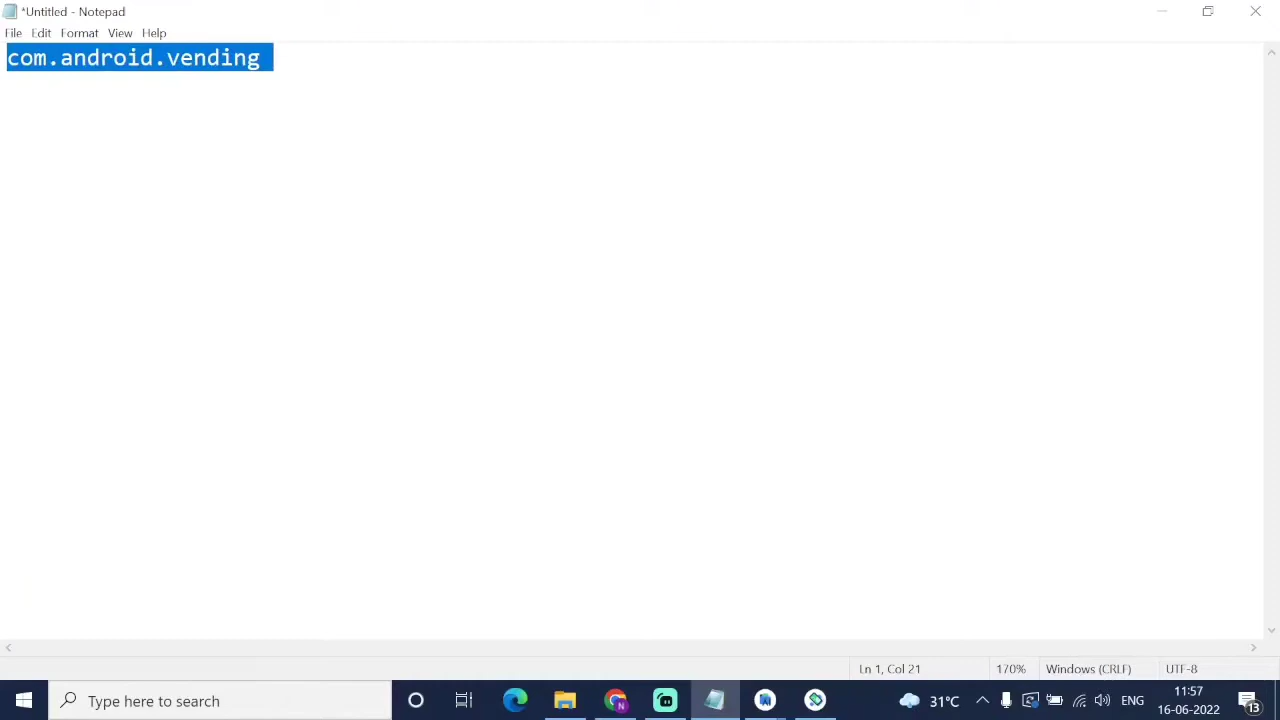 *Untitled - Notepad
File Edit Format View Help
com.android.vending
Ln 1, Col 21 170% Windows (CRLF) UTF-8
Type here to search
31°C ENG 11:57
16-06-2022 13